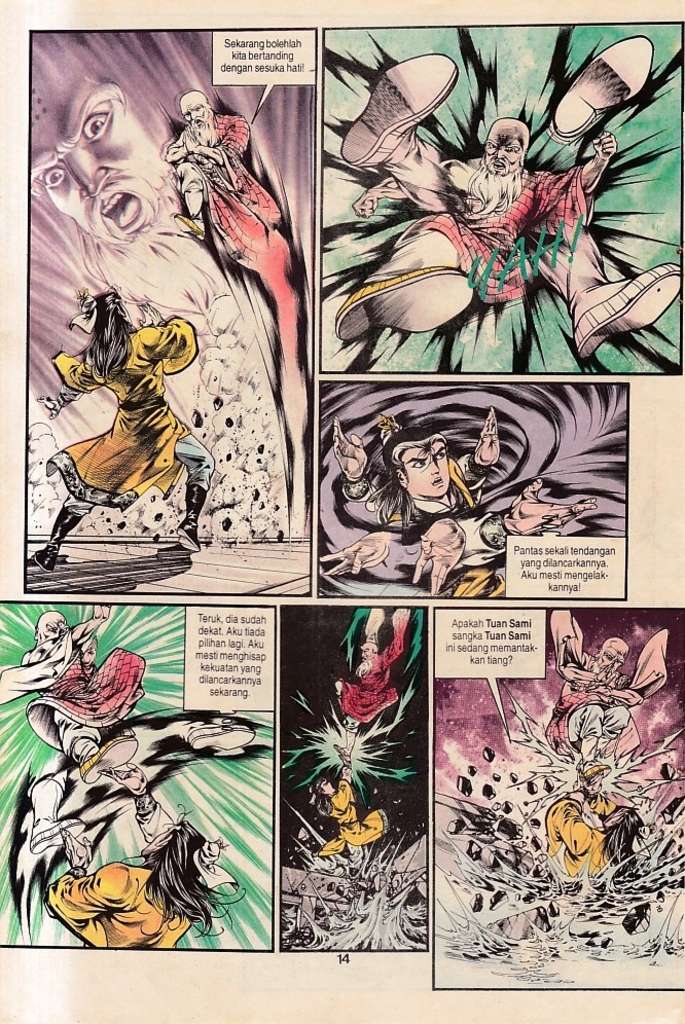 Sekarang bolehlah
kita bertanding
dengan sesuka hati!
YAH!
Pantas sekali tendangan
yang dilancarkannya.
Aku mesti mengelak-
kannya!
Teruk, dia sudah
dekat. Aku tiada
pilihan lagi. Aku
mesti menghisap
kekuatan yang
dilancarkannya
sekarang.
Apakah Tuan Sami
sangka Tuan Sami
ini sedang memantak-
kan tiang?
14